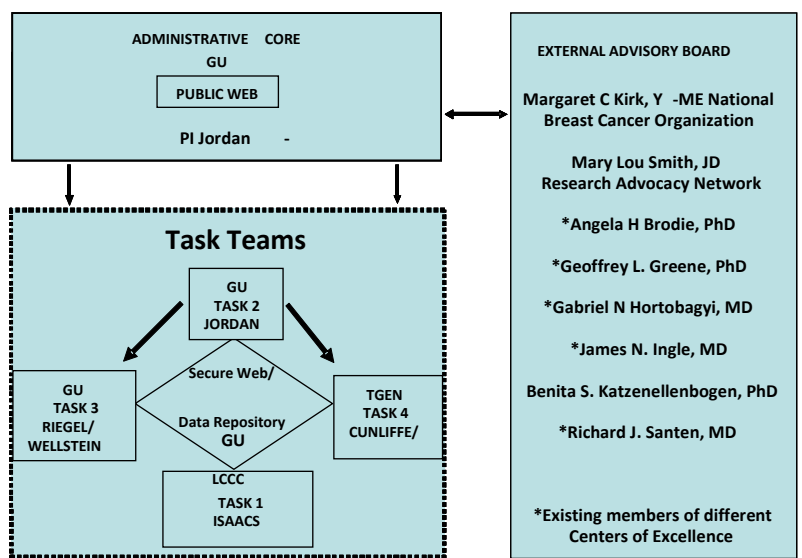 ADMINISTRATIVE CORE
GU
PUBLIC WEB
PI Jordan -
Task Teams
GU
TASK 2
JORDAN
GU
TASK 3
RIEGEL/
WELLSTEIN
Secure Web/
Data Repository
GU
TGEN
TASK 4
CUNLIFFE/
LCCC
TASK 1
ISAACS
EXTERNAL ADVISORY BOARD
Margaret C Kirk, Y -ME National
Breast Cancer Organization
Mary Lou Smith, JD
Research Advocacy Network
*Angela H Brodie, PhD
*Geoffrey L. Greene, PhD
*Gabriel N Hortobagyi, MD
*James N. Ingle, MD
Benita S. Katzenellenbogen, PhD
*Richard J. Santen, MD
*Existing members of different
Centers of Excellence